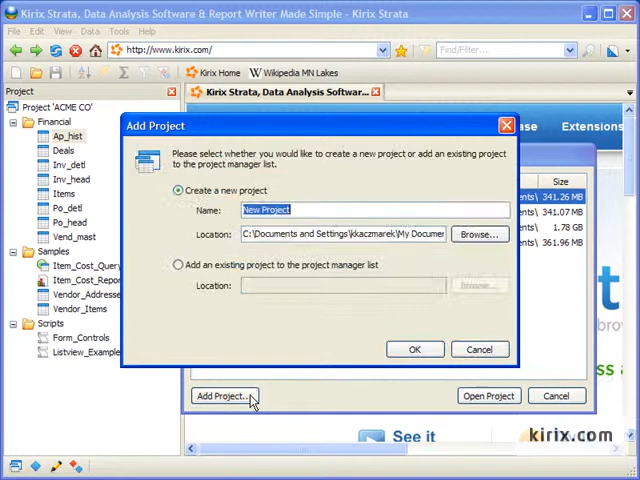 Kirix Strata, Data Analysis Software & Report Writer Made Simple - Kirix Strata
File Edit View Data Tools Help
http://www.kirix.com/
Find/Filter...
Kirix Home Wikipedia MN Lakes
Project
Kirix Strata, Data Analysis Softwar...
Project 'ACME CO'
Financial
Ap_hist
Deals
Inv_detl
Inv_head
Items
Po_detl
Po_head
Vend_mast
Samples
Item_Cost_Query
Item_Cost_Repor
Vendor_Addresse
Vendor_Items
Scripts
Form_Controls
Listview_Example
Add Project
Please select whether you would like to create a new project or add an existing project
to the project manager list.
Create a new project
Name: New Project
Location: C:\Documents and Settings\kkaczmarek\My Documer
Browse...
Add an existing project to the project manager list
Location:
Browse...
OK Cancel
ase Extensions
Size
ents\ 341.26 MB
ents\ 341.07 MB
ents\ 1.78 GB
ents\ 361.96 MB
Add Project... Open Project Cancel
See it
kirix.com